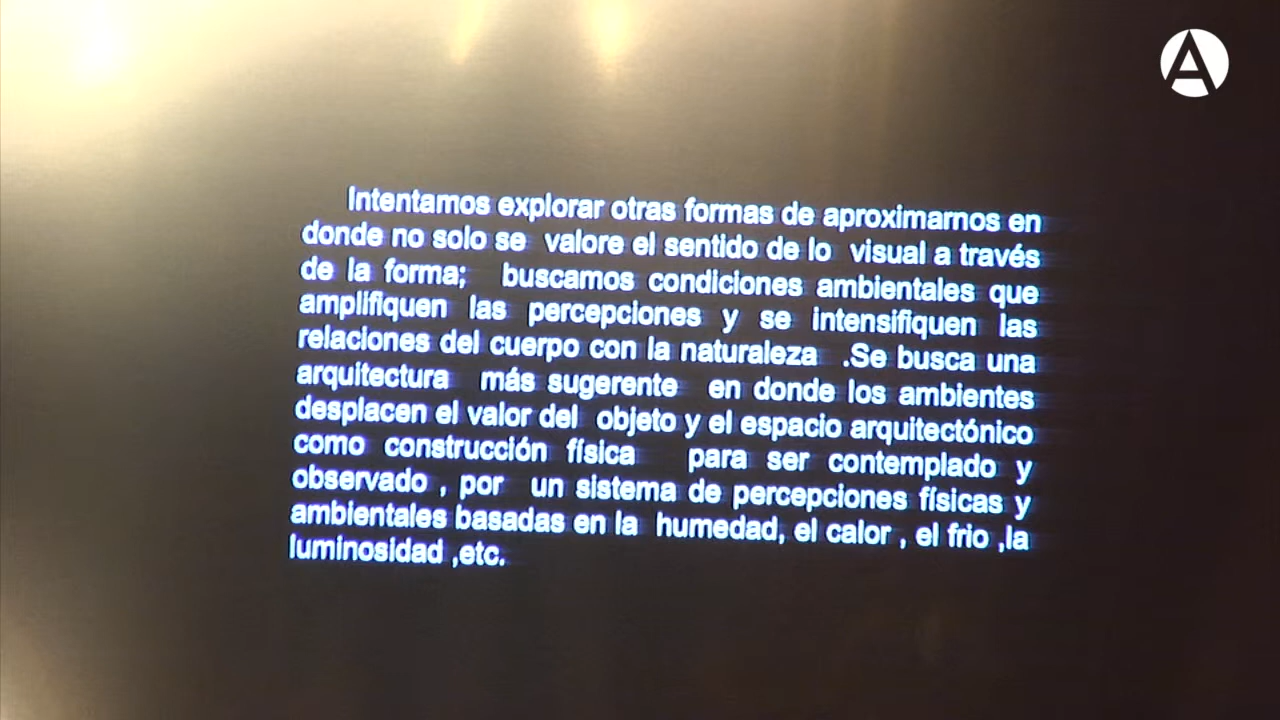 A
Intentamos explorar otras formas de aproximarnos en
donde no solo se valore el sentido de lo visual a través
de la forma; buscamos condiciones ambientales que
amplifiquen las percepciones y se intensifiquen las
relaciones del cuerpo con la naturaleza .Se busca una
arquitectura más sugerente en donde los ambientes
desplacen el valor del objeto y el espacio arquitectónico
como construcción física para ser contemplado y
observado , por un sistema de percepciones físicas y
ambientales basadas en la humedad, el calor , el frio ,la
luminosidad ,etc.